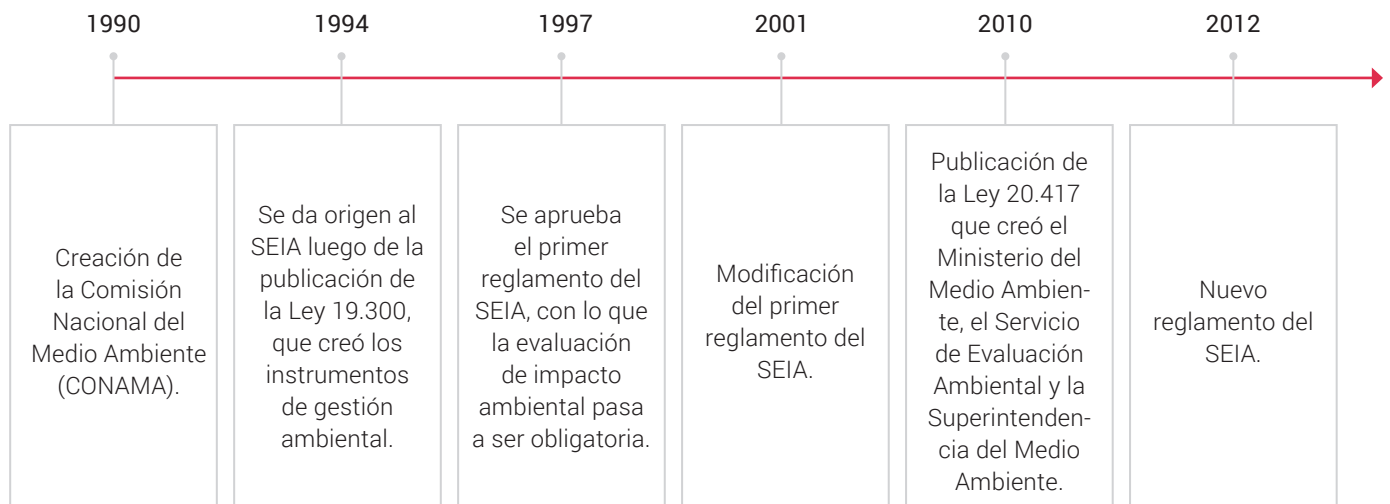 1990
1994
1997
2001
2010
2012
Creación de
la Comisión
Nacional del
Medio Ambiente
(CONAMA).
Se da origen al
SEIA luego de la
publicación de
la Ley 19.300,
que creó los
instrumentos
de gestión
ambiental.
Se aprueba
el primer
reglamento del
SEIA, con lo que
la evaluación
de impacto
ambiental pasa
a ser obligatoria.
Modificación
del primer
reglamento del
SEIA.
Publicación de
la Ley 20.417
que creó el
Ministerio del
Medio Ambien-
te, el Servicio
de Evaluación
Ambiental y la
Superintenden-
cia del Medio
Ambiente.
Nuevo
reglamento del
SEIA.